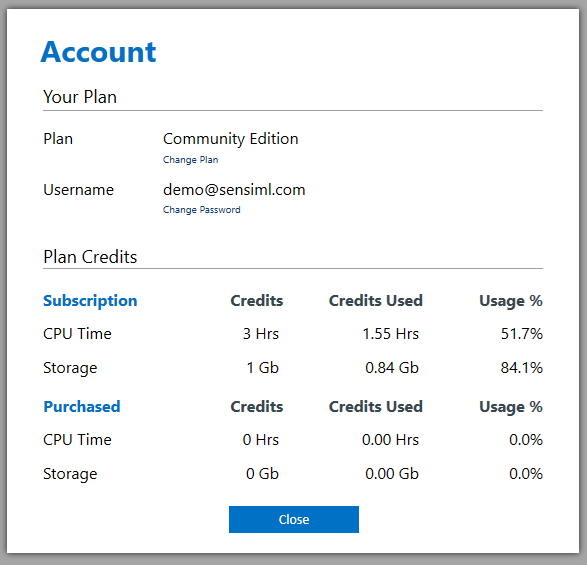 Account
Your Plan
Plan Community Edition
Change Plan
Username demo@sensiml.com
Change Password
Plan Credits
Subscription Credits Credits Used Usage %
CPU Time 3 Hrs 1.55 Hrs 51.7%
Storage 1 Gb 0.84 Gb 84.1%
Purchased Credits Credits Used Usage %
CPU Time 0 Hrs 0.00 Hrs 0.0%
Storage 0 Gb 0.00 Gb 0.0%
Close